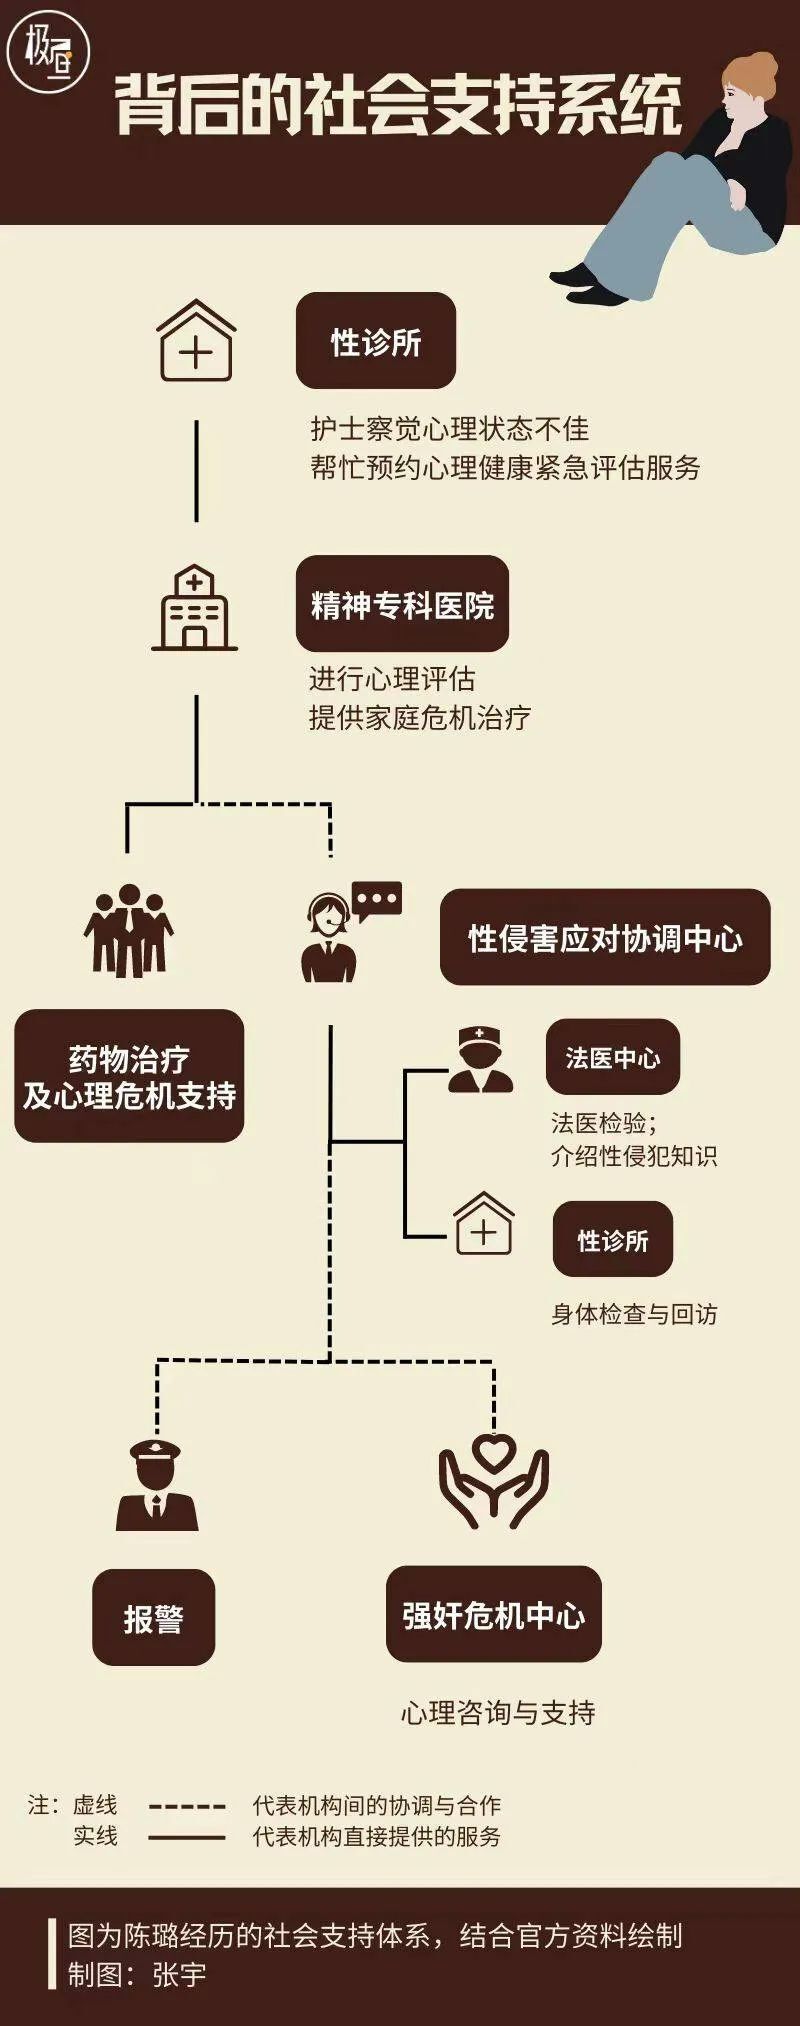 极昼
背后的社会支持系统
性诊所
护士察觉心理状态不佳
帮忙预约心理健康紧急评估服务
精神专科医院
进行心理评估
提供家庭危机治疗
性侵害应对协调中心
药物治疗
及心理危机支持
法医中心
法医检验；
介绍性侵犯知识
性诊所
身体检查与回访
报警
强奸危机中心
心理咨询与支持
注：虚线 代表机构间的协调与合作
实线 代表机构直接提供的服务
图为陈璐经历的社会支持体系，结合官方资料绘制
制图：张宇